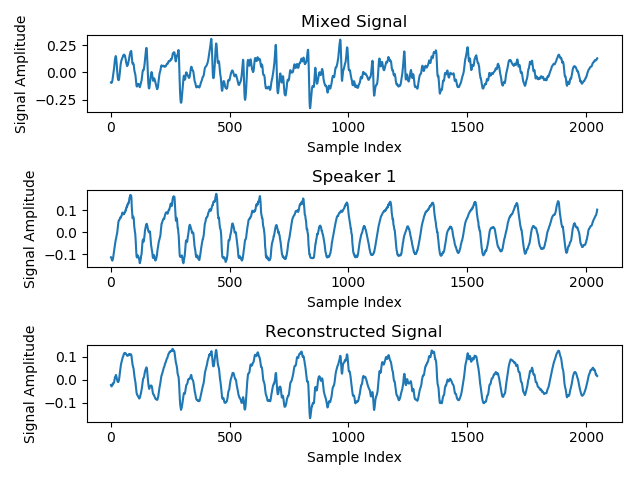 Mixed Signal
Signal Amplitude
0.25
0.00
−0.25
0
500
1000
1500
2000
Sample Index
Speaker 1
Signal Amplitude
0.1
0.0
−0.1
0
500
1000
1500
2000
Sample Index
Reconstructed Signal
Signal Amplitude
0.1
0.0
−0.1
0
500
1000
1500
2000
Sample Index